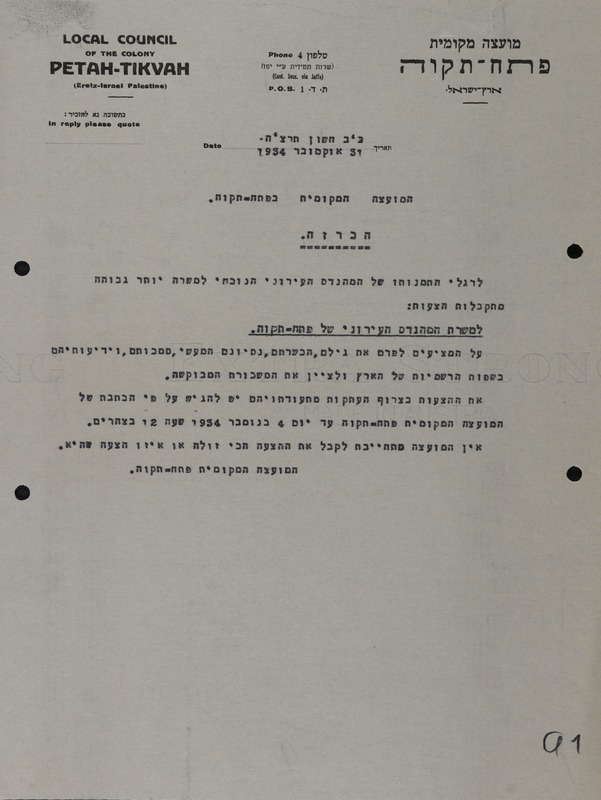 LOCAL COUNCIL
OF THE COLONY
PETAH-TIKVAH
(Eretz-Israel Palestine)
בתשובה נא להזכיר:
In reply please quote
Phone 4 טלפון
(שרות תמידית ע״י יפו)
(Cont. Serv. via Jaffa)
P.O.B. 1 ת. ד.
מועצה מקומית
פתח-תקוה
ארץ-ישראל.
כ"ב חשון תרצ"ה.
Date 31 אוקטובר 1934 תאריך
המועצה המקומית בפתח=תקוה.
הכרזה.
לרגלי התמנותו של המהנדס העירוני הנוכחי למשרת יותר גבוהה
מתקבלות הצעות:
למשרת המהנדס העירוני של פתח=תקוה.
על המציעים לפרט את גילם,הכשרתם,נסיונם המעשי,סמכותם,וידיעותיהם
בשפות הרשמיות של הארץ ולציין את המשכורת המבוקשה.
את ההצעות בצרוף העתקות מתעודותיהם יש להגיש על פי הכתבת של
המועצה המקומית פתח=תקוה עד יום 4 בנובמר 1934 שעה 12 בצהרים.
אין המועצה מתחייבת לקבל את ההצעה הכי זולה או איזו הצעה שהיא.
המועצה המקומית פתח=תקוה.
91